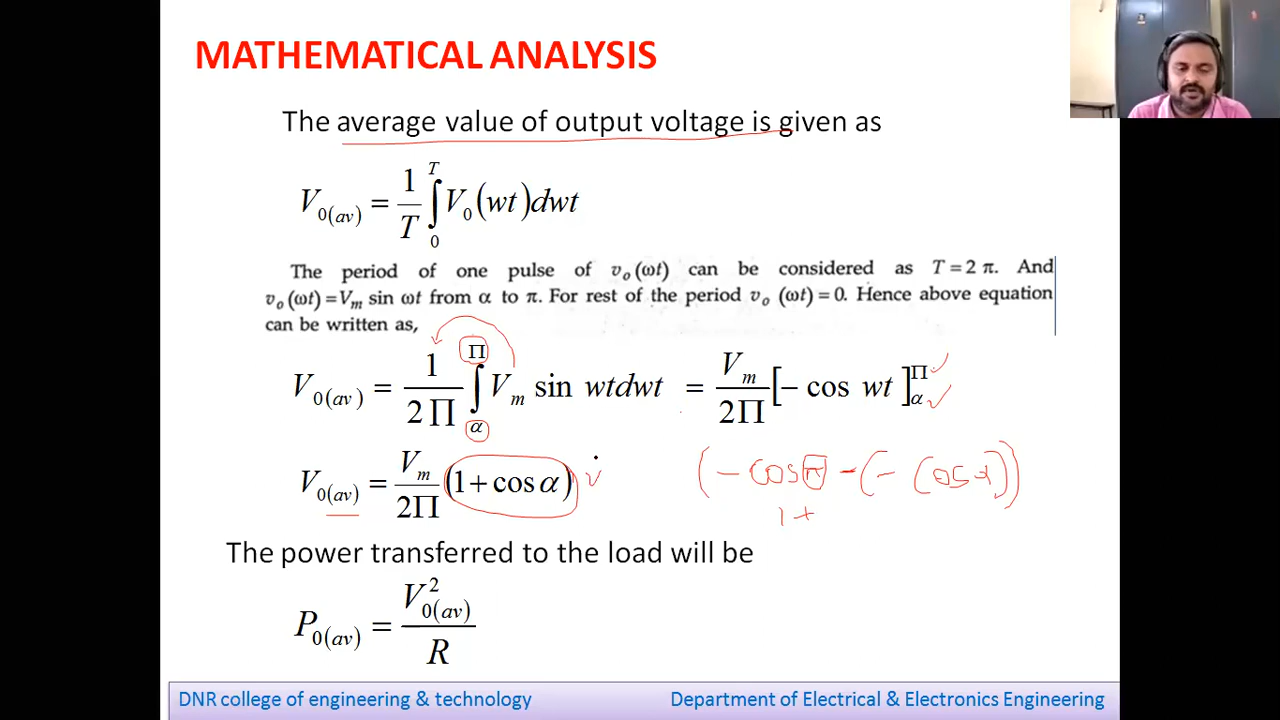 MATHEMATICAL ANALYSIS
The average value of output voltage is given as
V₀₍ₐᵥ₎ = 1/T ∫₀ᵀ V₀(wt)dwt
The period of one pulse of vₒ(ωt) can be considered as T=2 π. And
vₒ(ωt)=Vₘ sin ωt from α to π. For rest of the period vₒ (ωt)=0. Hence above equation
can be written as,
V₀₍ₐᵥ₎ = 1/2Π ∫_α^Π Vₘ sin wtdwt = Vₘ/2Π [− cos wt]_α^Π
V₀₍ₐᵥ₎ = Vₘ/2Π (1+cos α) (− cos π − (− cos α))
1+
The power transferred to the load will be
P₀₍ₐᵥ₎ = V²₀₍ₐᵥ₎/R
DNR college of engineering & technology Department of Electrical & Electronics Engineering